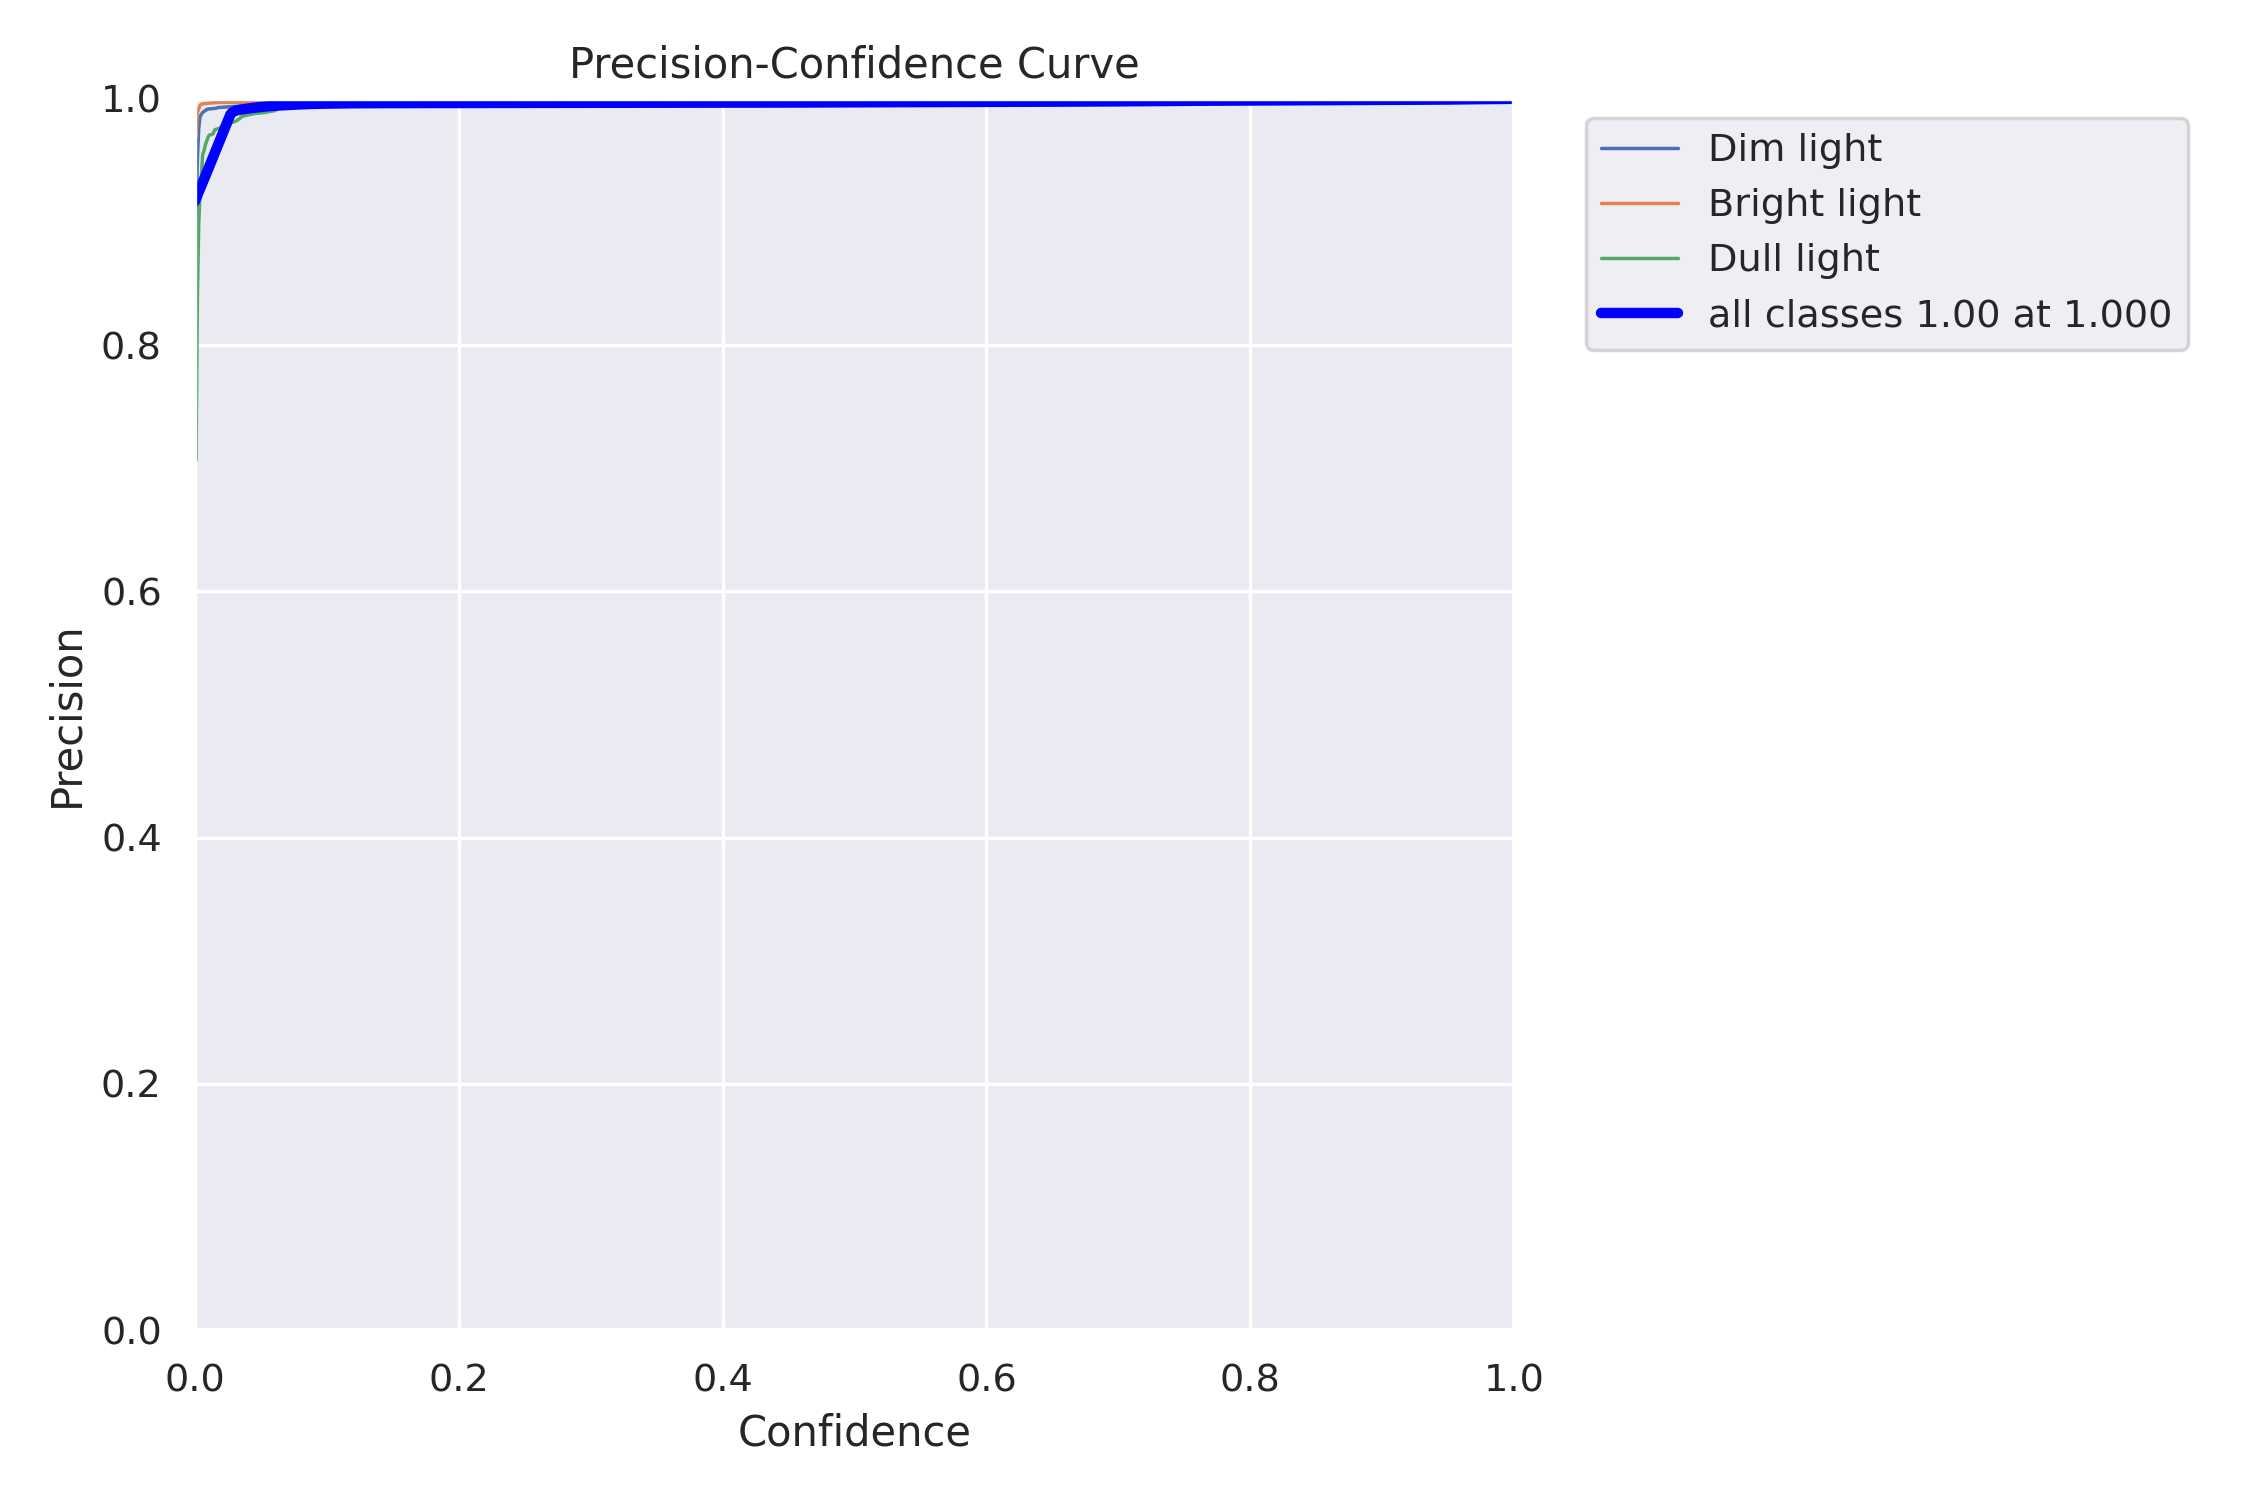 Precision-Confidence Curve
1.0
0.8
0.6
0.4
0.2
0.0
Precision
0.0 0.2 0.4 0.6 0.8 1.0
Confidence
Dim light
Bright light
Dull light
all classes 1.00 at 1.000